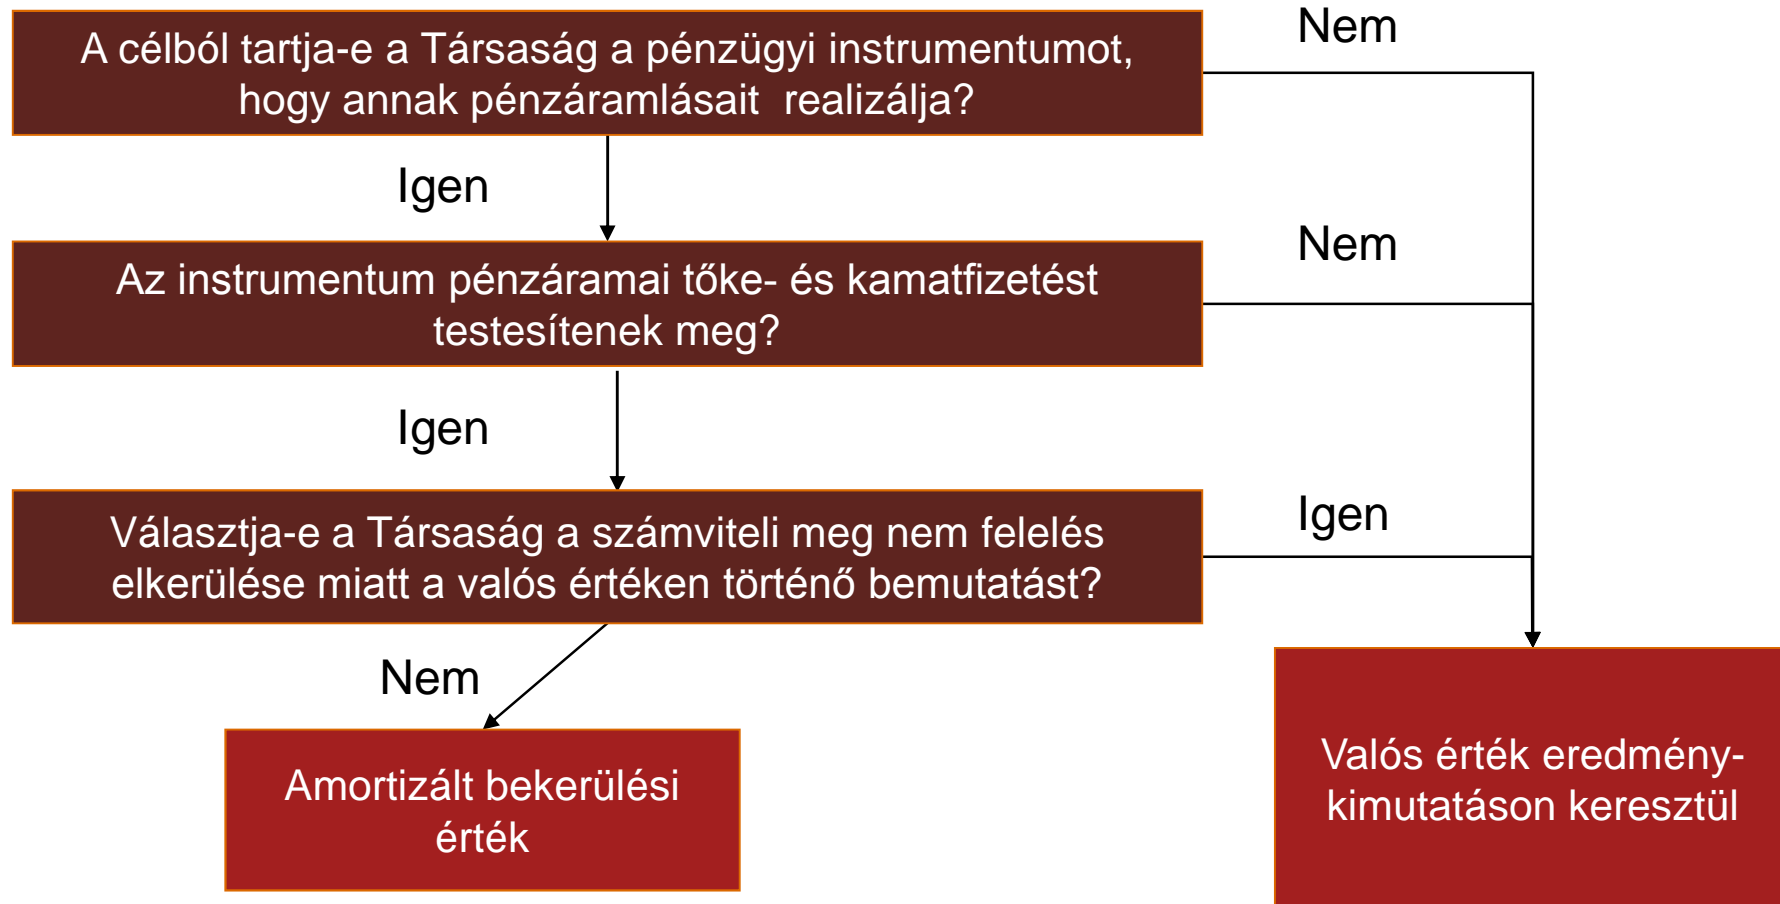 A célból tartja-e a Társaság a pénzügyi instrumentumot,
hogy annak pénzáramlásait  realizálja?
Nem
Igen
Az instrumentum pénzáramai tőke- és kamatfizetést
testesítenek meg?
Nem
Igen
Választja-e a Társaság a számviteli meg nem felelés
elkerülése miatt a valós értéken történő bemutatást?
Igen
Nem
Amortizált bekerülési
érték
Valós érték eredmény-
kimutatáson keresztül